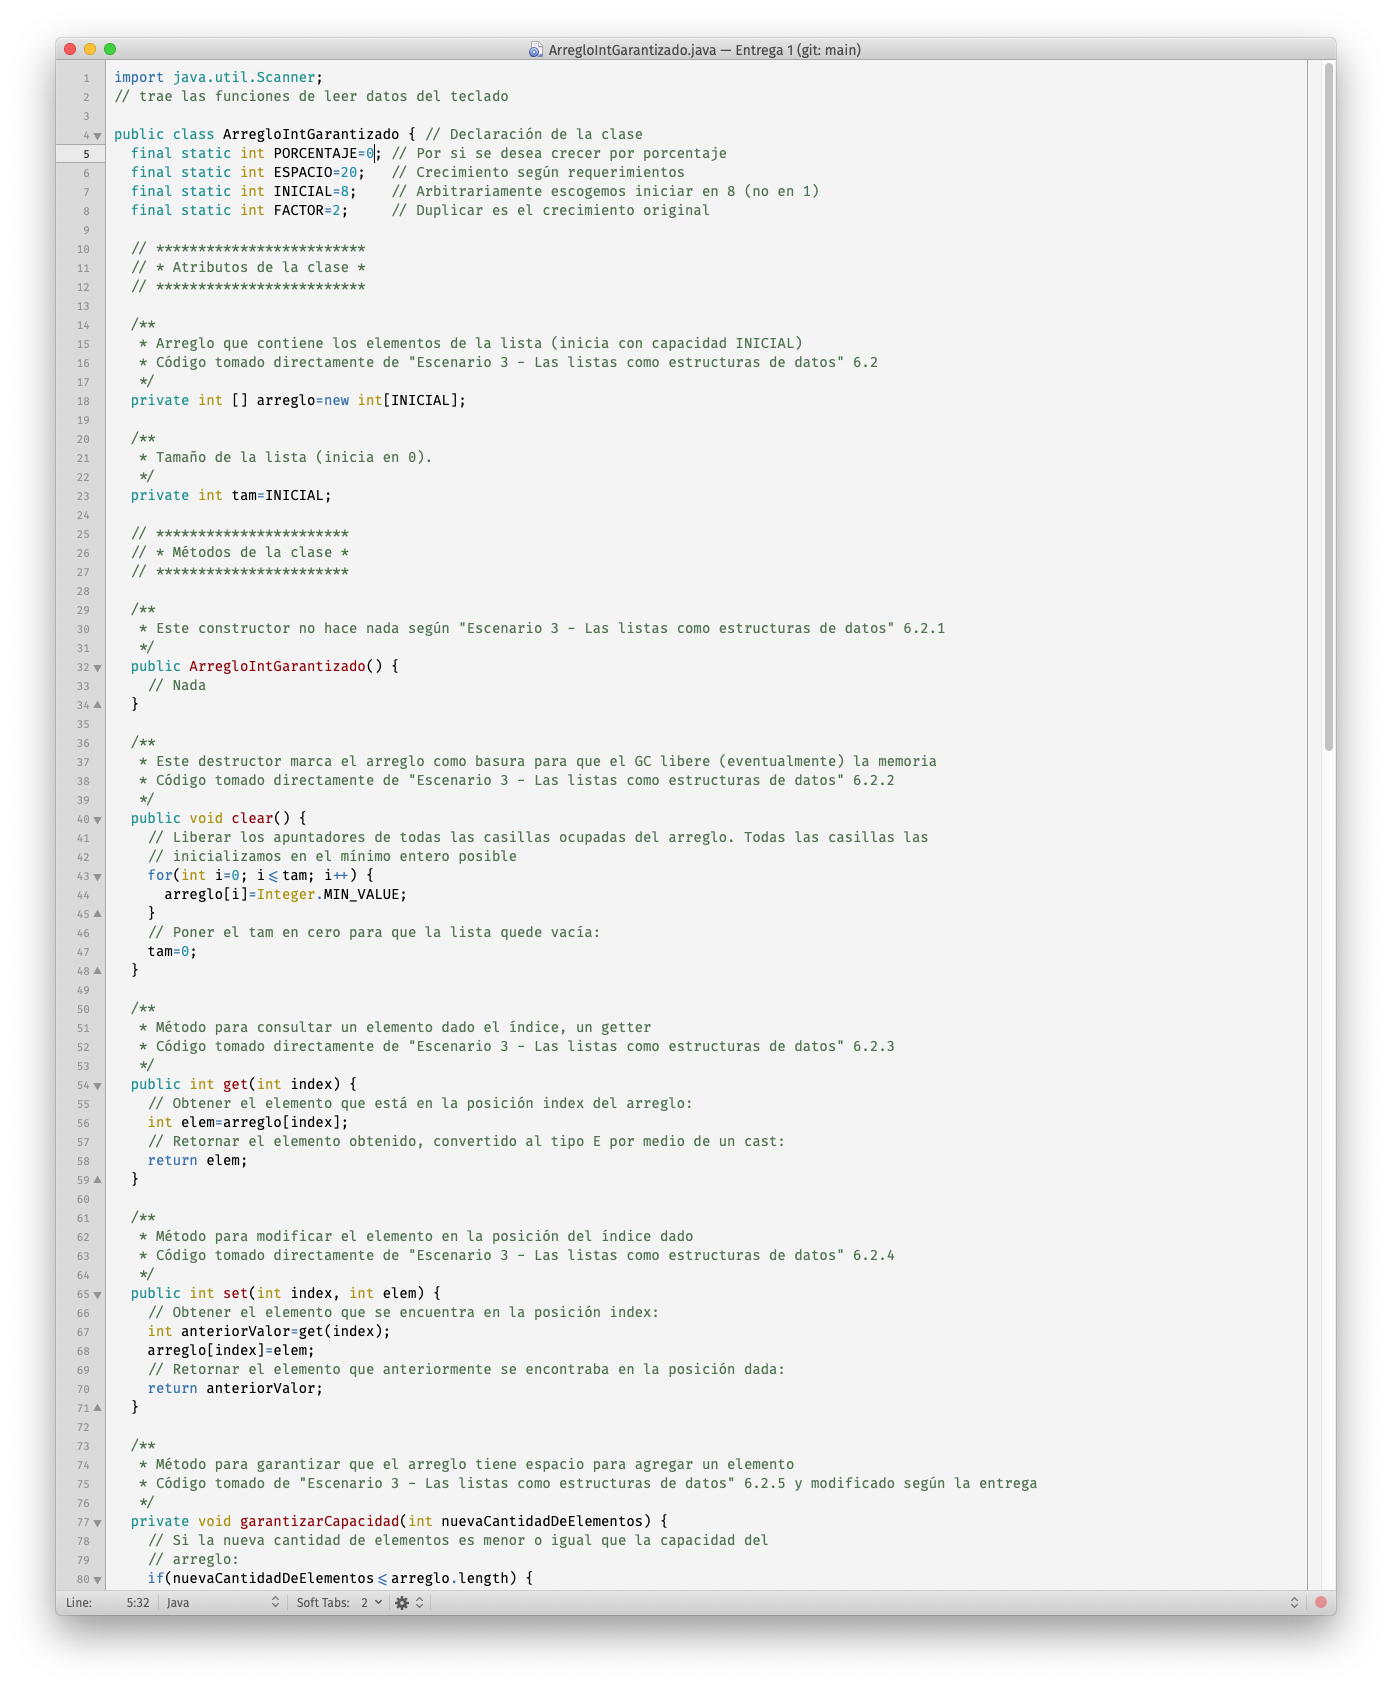 ArregloIntGarantizado.java — Entrega 1 (git: main)
1 import java.util.Scanner;
2 // trae las funciones de leer datos del teclado
3
4 public class ArregloIntGarantizado { // Declaración de la clase
5 final static int PORCENTAJE=0; // Por si se desea crecer por porcentaje
6 final static int ESPACIO=20; // Crecimiento según requerimientos
7 final static int INICIAL=8; // Arbitrariamente escogemos iniciar en 8 (no en 1)
8 final static int FACTOR=2; // Duplicar es el crecimiento original
9
10 // *************************
11 // * Atributos de la clase *
12 // *************************
13
14 /**
15 * Arreglo que contiene los elementos de la lista (inicia con capacidad INICIAL)
16 * Código tomado directamente de "Escenario 3 - Las listas como estructuras de datos" 6.2
17 */
18 private int [] arreglo=new int[INICIAL];
19
20 /**
21 * Tamaño de la lista (inicia en 0).
22 */
23 private int tam=INICIAL;
24
25 // ***********************
26 // * Métodos de la clase *
27 // ***********************
28
29 /**
30 * Este constructor no hace nada según "Escenario 3 - Las listas como estructuras de datos" 6.2.1
31 */
32 public ArregloIntGarantizado() {
33 // Nada
34 }
35
36 /**
37 * Este destructor marca el arreglo como basura para que el GC libere (eventualmente) la memoria
38 * Código tomado directamente de "Escenario 3 - Las listas como estructuras de datos" 6.2.2
39 */
40 public void clear() {
41 // Liberar los apuntadores de todas las casillas ocupadas del arreglo. Todas las casillas las
42 // inicializamos en el mínimo entero posible
43 for(int i=0; i<=tam; i++) {
44 arreglo[i]=Integer.MIN_VALUE;
45 }
46 // Poner el tam en cero para que la lista quede vacía:
47 tam=0;
48 }
49
50 /**
51 * Método para consultar un elemento dado el índice, un getter
52 * Código tomado directamente de "Escenario 3 - Las listas como estructuras de datos" 6.2.3
53 */
54 public int get(int index) {
55 // Obtener el elemento que está en la posición index del arreglo:
56 int elem=arreglo[index];
57 // Retornar el elemento obtenido, convertido al tipo E por medio de un cast:
58 return elem;
59 }
60
61 /**
62 * Método para modificar el elemento en la posición del índice dado
63 * Código tomado directamente de "Escenario 3 - Las listas como estructuras de datos" 6.2.4
64 */
65 public int set(int index, int elem) {
66 // Obtener el elemento que se encuentra en la posición index:
67 int anteriorValor=get(index);
68 arreglo[index]=elem;
69 // Retornar el elemento que anteriormente se encontraba en la posición dada:
70 return anteriorValor;
71 }
72
73 /**
74 * Método para garantizar que el arreglo tiene espacio para agregar un elemento
75 * Código tomado de "Escenario 3 - Las listas como estructuras de datos" 6.2.5 y modificado según la entrega
76 */
77 private void garantizarCapacidad(int nuevaCantidadDeElementos) {
78 // Si la nueva cantidad de elementos es menor o igual que la capacidad del
79 // arreglo:
80 if(nuevaCantidadDeElementos<=arreglo.length) {
Line: 5:32 Java Soft Tabs: 2